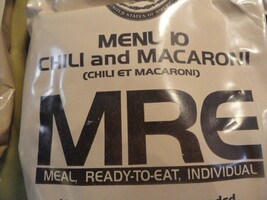 MENU 10
CHILI and MACARONI
(CHILI ET MACARONI)
MRE
MEAL, READY-TO-EAT, INDIVIDUAL